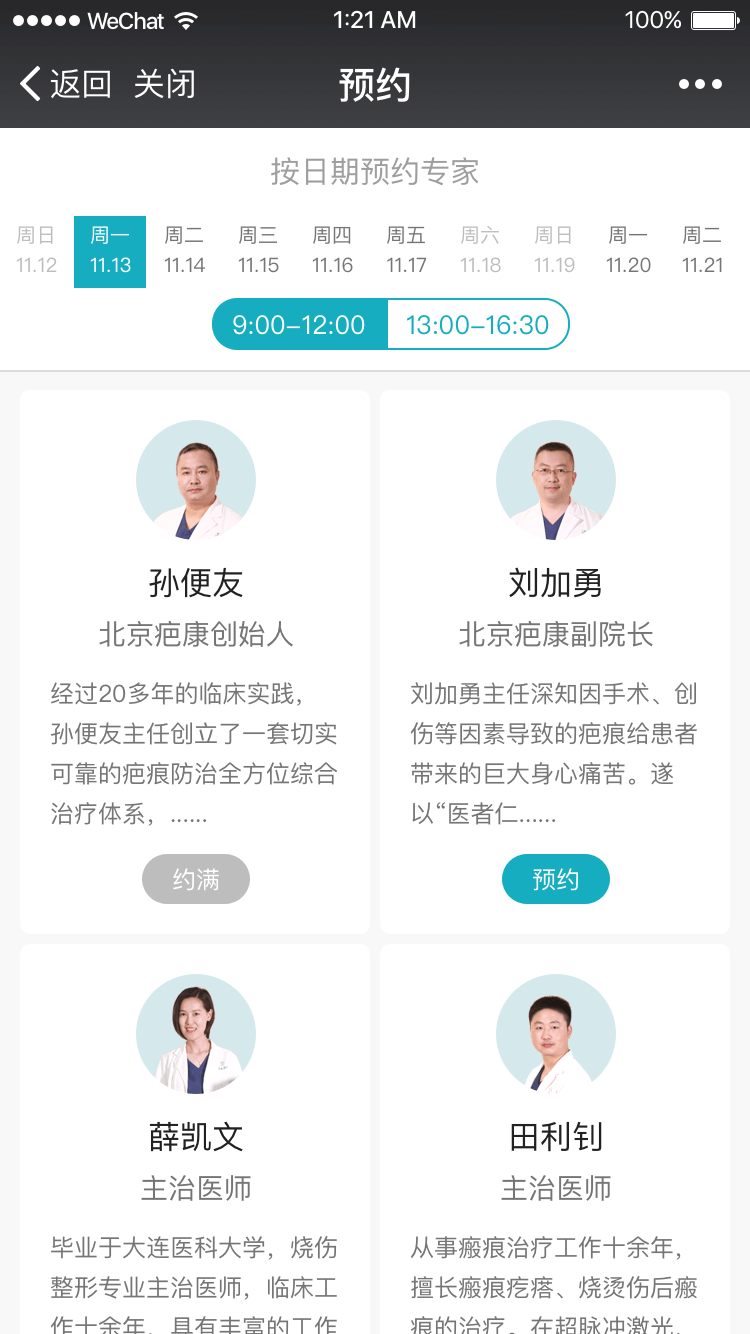 WeChat 1:21 AM 100%
返回 关闭 预约
按日期预约专家
周日 周一 周二 周三 周四 周五 周六 周日 周一 周二
11.12 11.13 11.14 11.15 11.16 11.17 11.18 11.19 11.20 11.21
9:00–12:00 13:00–16:30
孙便友
北京疤康创始人
经过20多年的临床实践，
孙便友主任创立了一套切实
可靠的疤痕防治全方位综合
治疗体系，......
约满
刘加勇
北京疤康副院长
刘加勇主任深知因手术、创
伤等因素导致的疤痕给患者
带来的巨大身心痛苦。遂
以“医者仁......
预约
薛凯文
主治医师
毕业于大连医科大学，烧伤
整形专业主治医师，临床工
作十余年，具有丰富的工作
田利钊
主治医师
从事瘢痕治疗工作十余年，
擅长瘢痕疙瘩、烧烫伤后瘢
痕的治疗。在超脉冲激光、